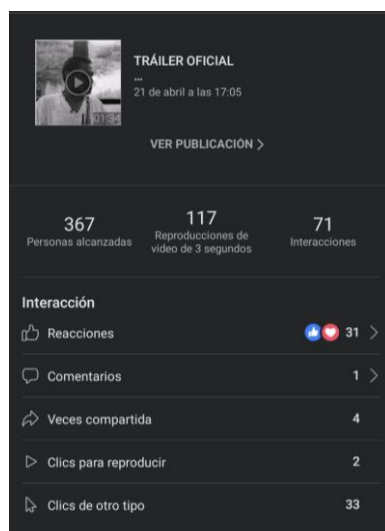 TRÁILER OFICIAL
...
21 de abril a las 17:05
01:34
VER PUBLICACIÓN >
367
Personas alcanzadas
117
Reproducciones de
video de 3 segundos
71
Interacciones
Interacción
Reacciones 31 >
Comentarios 1 >
Veces compartida 4
Clics para reproducir 2
Clics de otro tipo 33